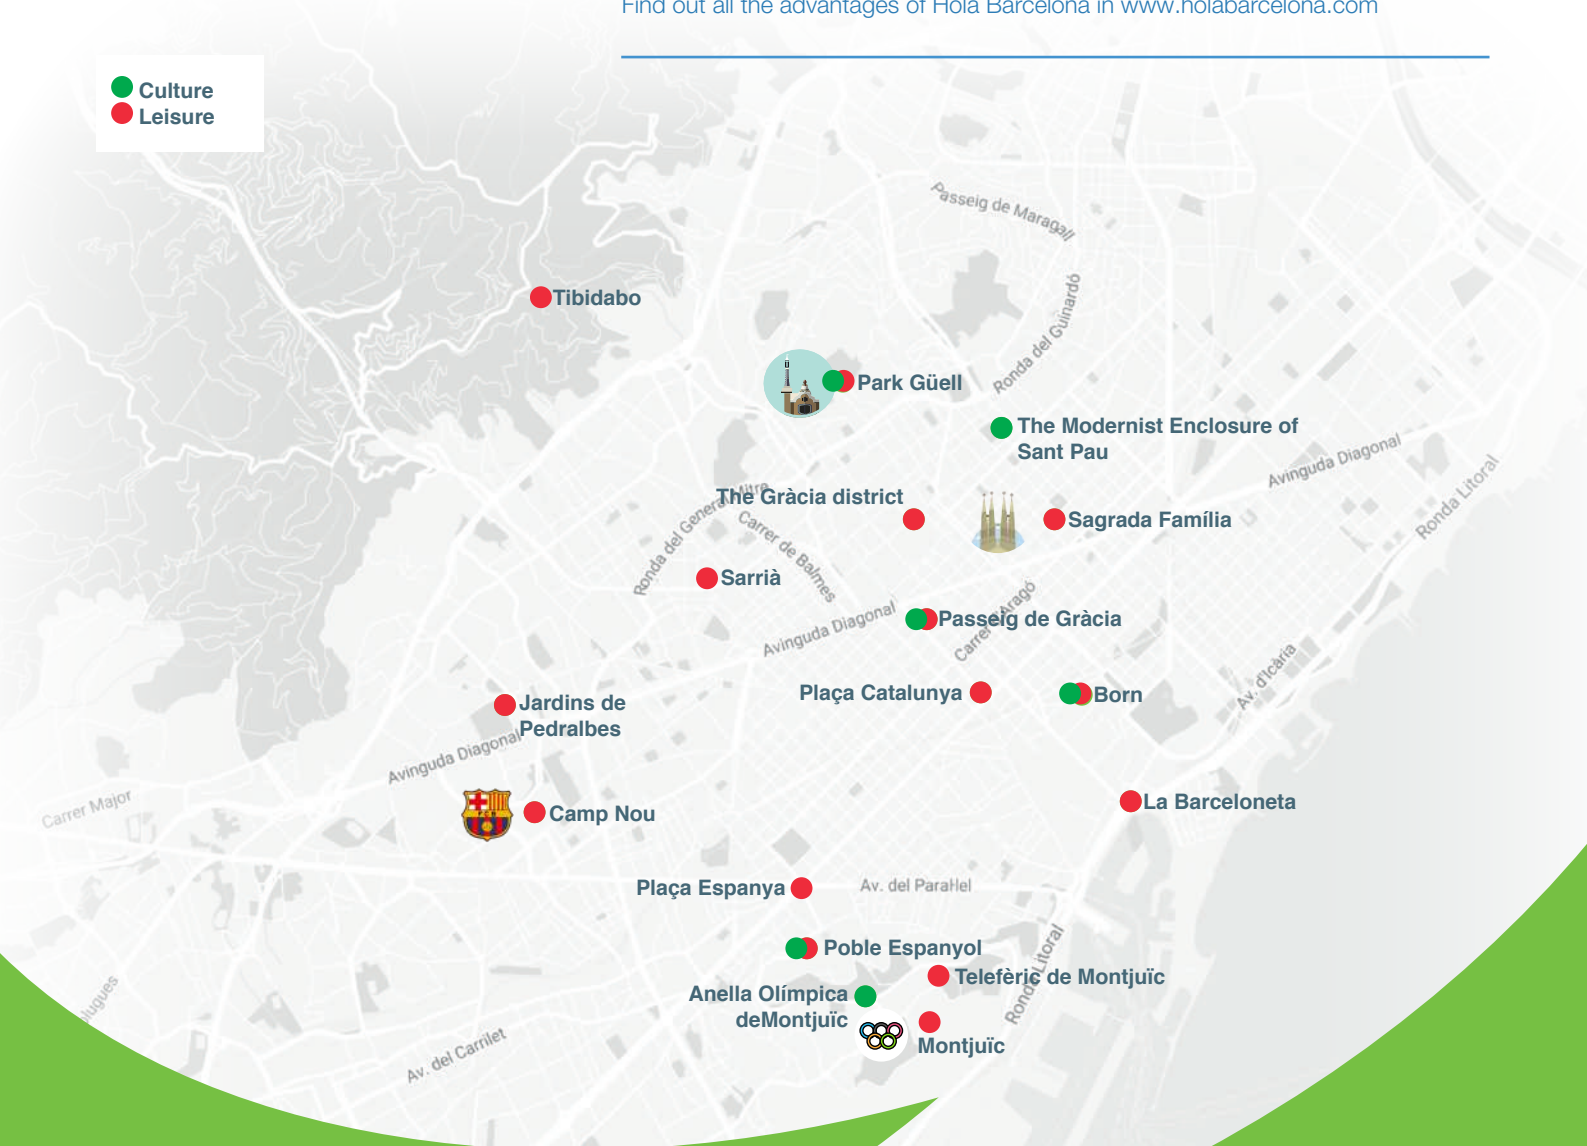 Find out all the advantages of Hola Barcelona in www.holabarcelona.com
Culture
Leisure
Passeig de Maragall
Tibidabo
Ronda del Guinardó
Park Güell
The Modernist Enclosure of
Sant Pau
Avinguda Diagonal
Ronda Litoral
The Gràcia district
Ronda del General Mitre
Carrer de Balmes
Sagrada Família
Sarrià
Avinguda Diagonal
Passeig de Gràcia
Carrer d'Aragó
Av. d'Icària
Plaça Catalunya
Born
Jardins de
Pedralbes
Avinguda Diagonal
Carrer Major
FCB
Camp Nou
La Barceloneta
Plaça Espanya
Av. del Paral·lel
Poble Espanyol
Ronda Litoral
Telefèric de Montjuïc
Anella Olímpica
deMontjuïc
Montjuïc
Av. del Carrilet